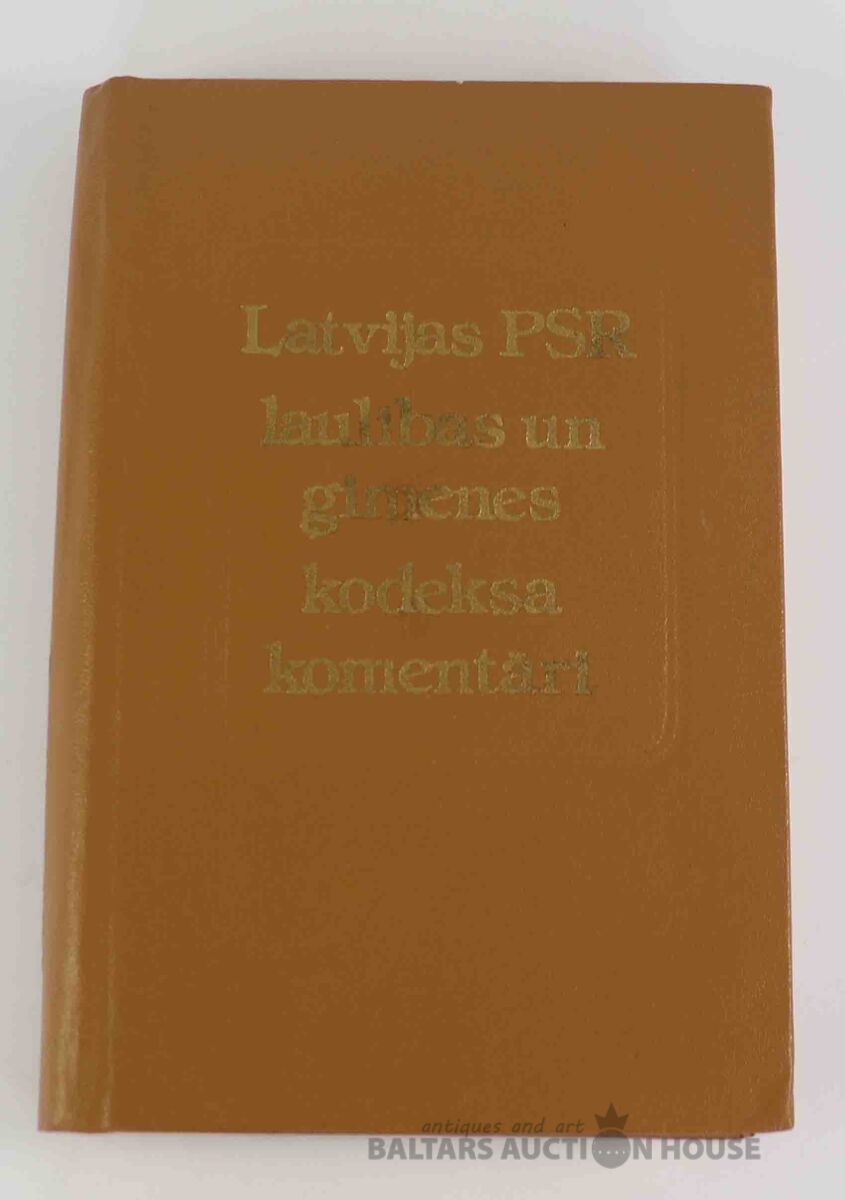 Latvijas PSR
laulības un
ģimenes
kodeksa
komentāri
antiques and art
BALTARS AUCTION HOUSE